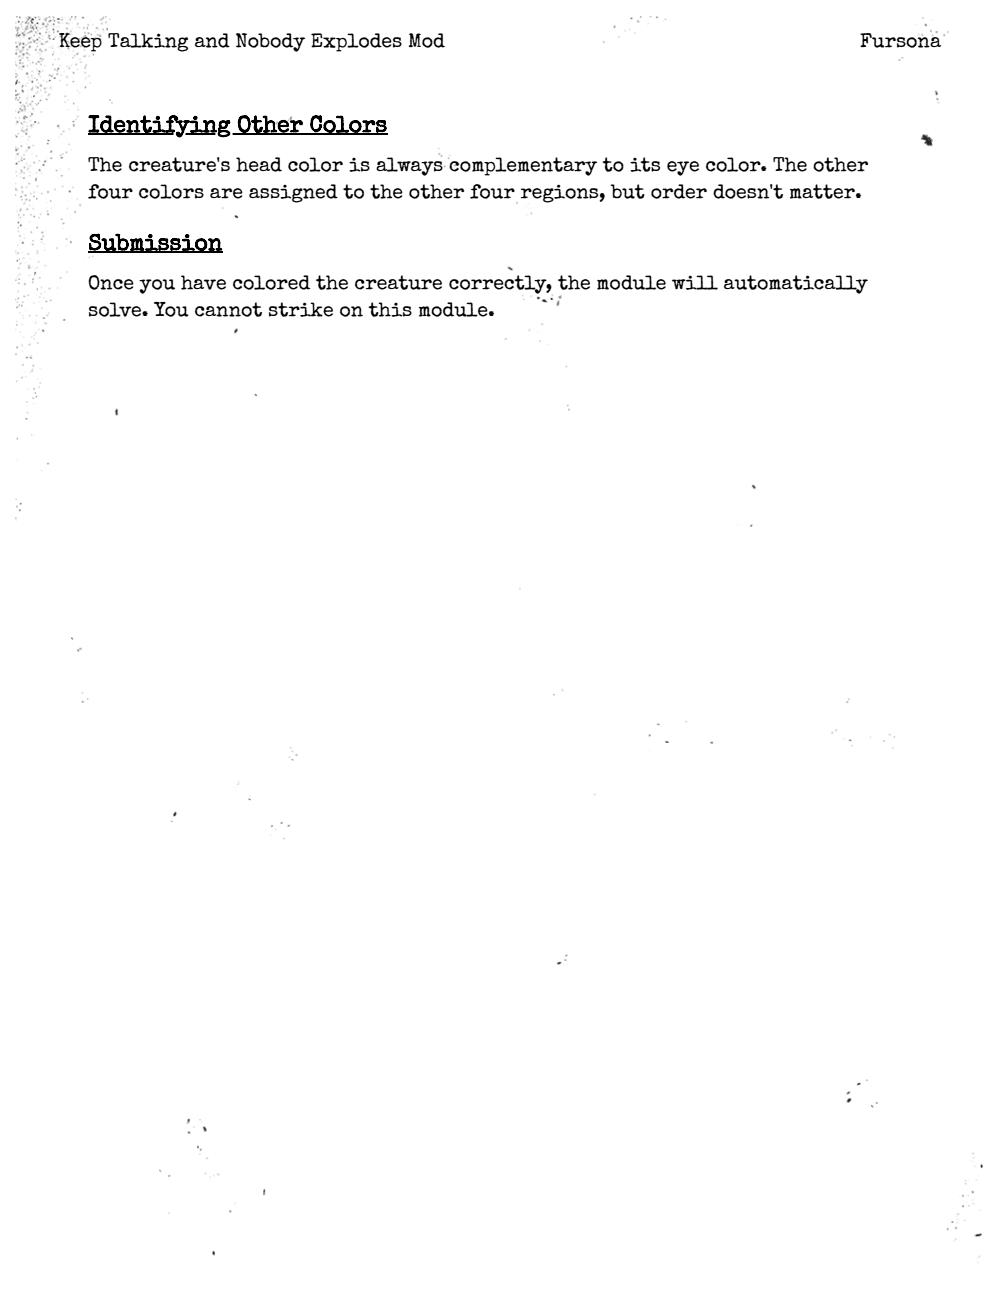 Keep Talking and Nobody Explodes Mod Fursona
Identifying Other Colors
The creature's head color is always complementary to its eye color. The other
four colors are assigned to the other four regions, but order doesn't matter.
Submission
Once you have colored the creature correctly, the module will automatically
solve. You cannot strike on this module.